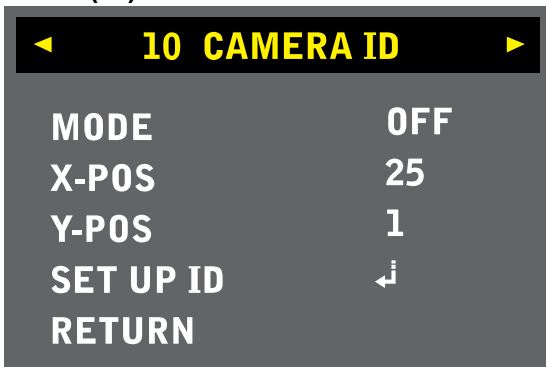 ◄ 10 CAMERA ID ►
MODE OFF
X-POS 25
Y-POS 1
SET UP ID ↲
RETURN